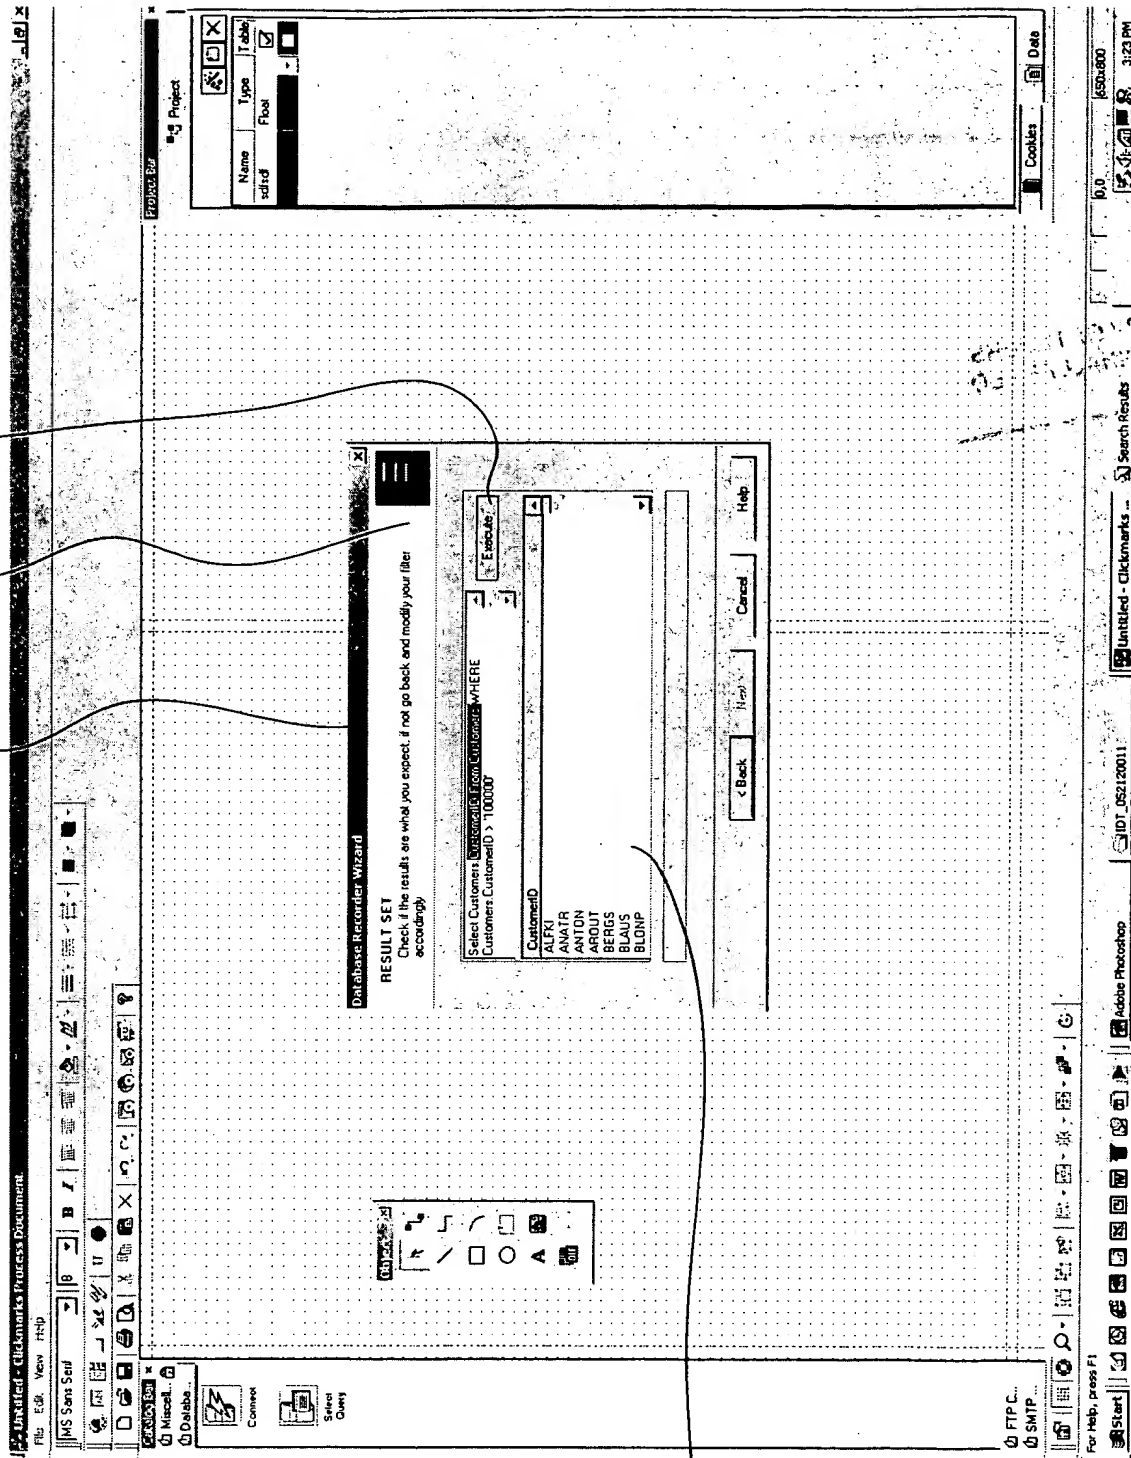 Untitled - Clickmarks Process Document
File Edit View Help
MS Sans Serif
8
B I
U
Catalog Bar
Miscell...
Databa...
Connect
Select
Query
FTP C...
SMTP ...
Database Recorder Wizard
RESULT SET
Check if the results are what you expect, if not go back and modify your filter
accordingly
Select Customers.CustomerID From Customers WHERE
Customers.CustomerID > '100000'
Execute
CustomerID
ALFKI
ANATR
ANTON
AROUT
BERGS
BLAUS
BLONP
< Back
Next >
Cancel
Help
Project Bar
Project
Name Type Table
sdfsdf Float
Cookies
Data
For Help, press F1
0,0
650x800
Start
IDT_052120011
Adobe Photoshop
Untitled - Clickmarks ...
Search Results
3:23 PM